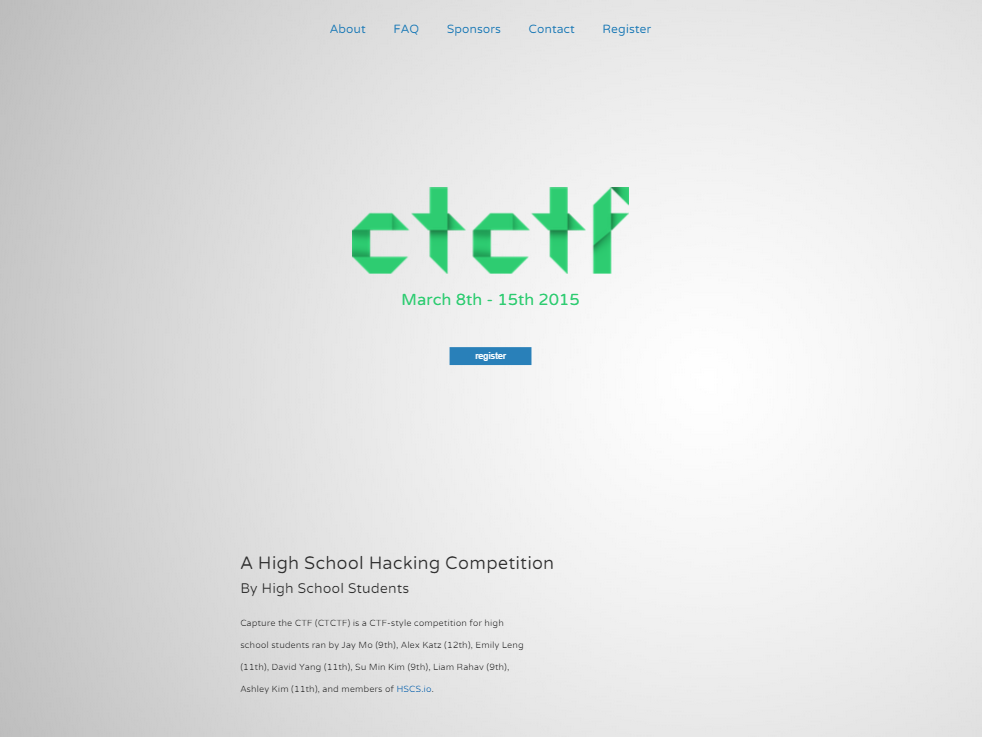 About FAQ Sponsors Contact Register
ctctf
March 8th - 15th 2015
register
A High School Hacking Competition
By High School Students
Capture the CTF (CTCTF) is a CTF-style competition for high
school students ran by Jay Mo (9th), Alex Katz (12th), Emily Leng
(11th), David Yang (11th), Su Min Kim (9th), Liam Rahav (9th),
Ashley Kim (11th), and members of HSCS.io.